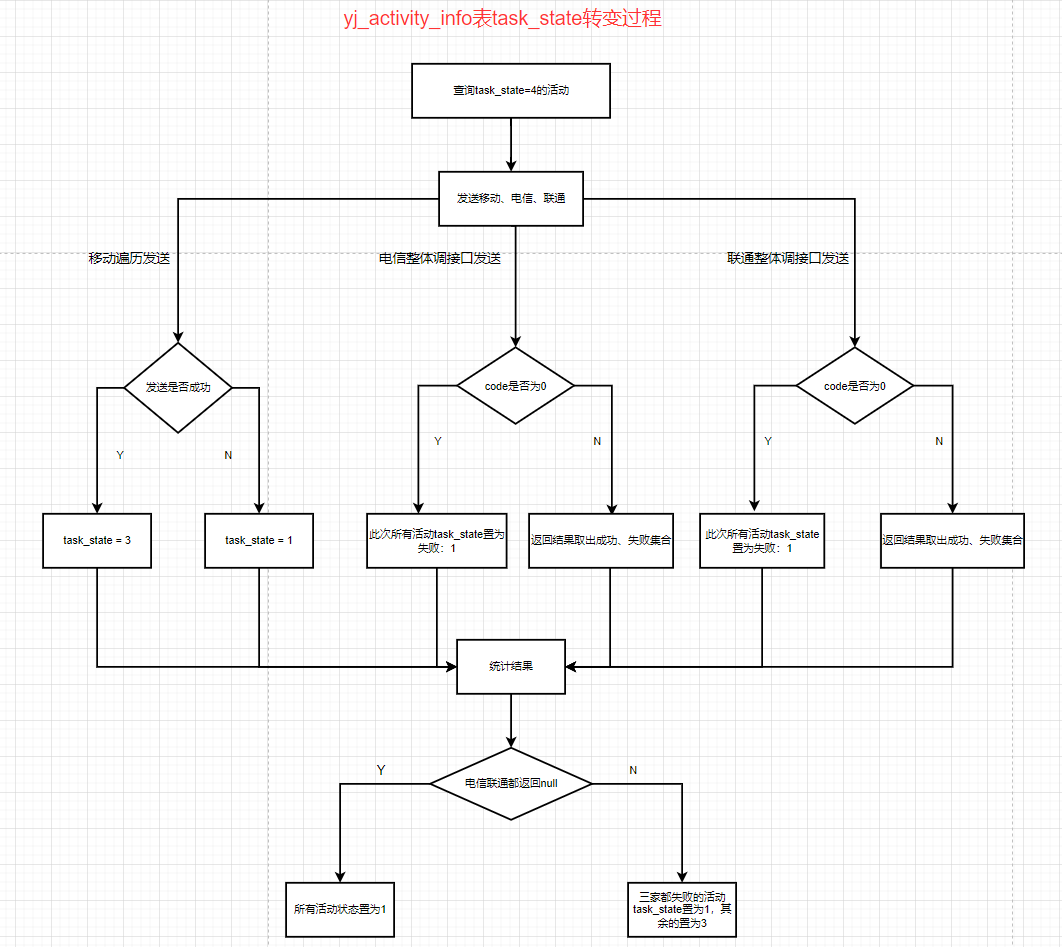 yj_activity_info表task_state转变过程
查询task_state=4的活动
发送移动、电信、联通
移动遍历发送
电信整体调接口发送
联通整体调接口发送
发送是否成功
code是否为0
code是否为0
Y
N
Y
N
Y
N
task_state = 3
task_state = 1
此次所有活动task_state置为
失败：1
返回结果取出成功、失败集合
此次所有活动task_state
置为失败：1
返回结果取出成功、失败集合
统计结果
电信联通都返回null
Y
N
所有活动状态置为1
三家都失败的活动
task_state置为1，其
余的置为3